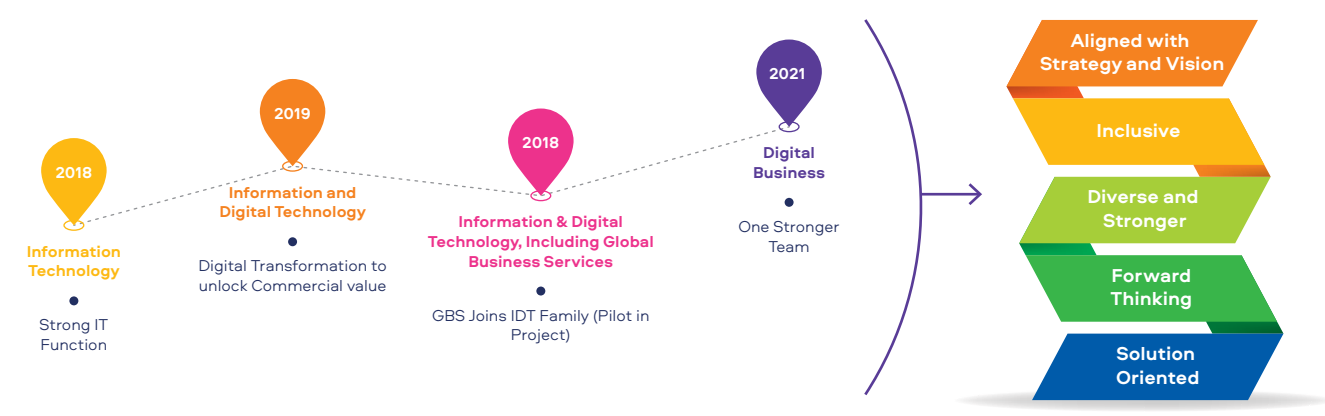 2018
Information
Technology
Strong IT
Function
2019
Information and
Digital Technology
Digital Transformation to
unlock Commercial value
2018
Information & Digital
Technology, Including Global
Business Services
GBS Joins IDT Family (Pilot in
Project)
2021
Digital
Business
One Stronger
Team
Aligned with
Strategy and Vision
Inclusive
Diverse and
Stronger
Forward
Thinking
Solution
Oriented